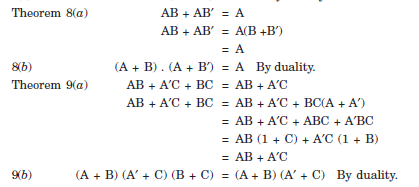 Theorem 8(a) AB + AB′ = A
AB + AB′ = A(B +B′)
= A
8(b) (A + B) . (A + B′) = A By duality.
Theorem 9(a) AB + A′C + BC = AB + A′C
AB + A′C + BC = AB + A′C + BC(A + A′)
= AB + A′C + ABC + A′BC
= AB (1 + C) + A′C (1 + B)
= AB + A′C
9(b) (A + B) (A′ + C) (B + C) = (A + B) (A′ + C) By duality.